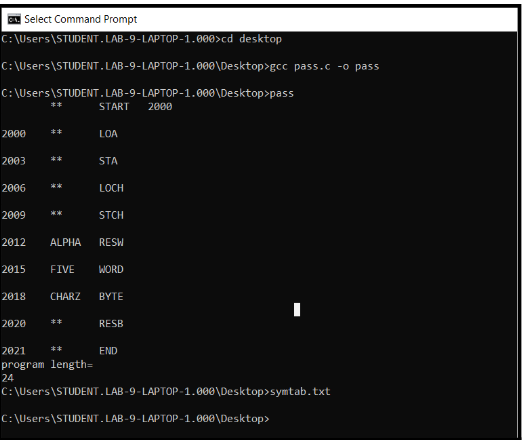 Select Command Prompt
C:\Users\STUDENT.LAB-9-LAPTOP-1.000>cd desktop
C:\Users\STUDENT.LAB-9-LAPTOP-1.000\Desktop>gcc pass.c -o pass
C:\Users\STUDENT.LAB-9-LAPTOP-1.000\Desktop>pass
** START 2000
2000 ** LOA
2003 ** STA
2006 ** LOCH
2009 ** STCH
2012 ALPHA RESW
2015 FIVE WORD
2018 CHARZ BYTE
2020 ** RESB
2021 ** END
program length=
24
C:\Users\STUDENT.LAB-9-LAPTOP-1.000\Desktop>symtab.txt
C:\Users\STUDENT.LAB-9-LAPTOP-1.000\Desktop>